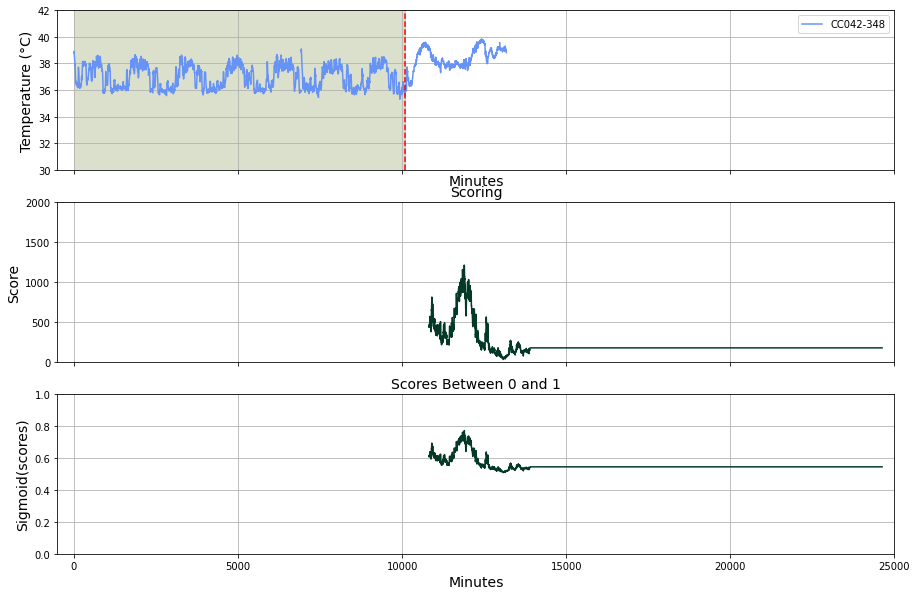 42
40
38
36
34
32
30
Temperature (°C)
CC042-348
Minutes
Scoring
2000
1500
1000
500
0
Score
Scores Between 0 and 1
1.0
0.8
0.6
0.4
0.2
0.0
Sigmoid(scores)
0 5000 10000 15000 20000 25000
Minutes